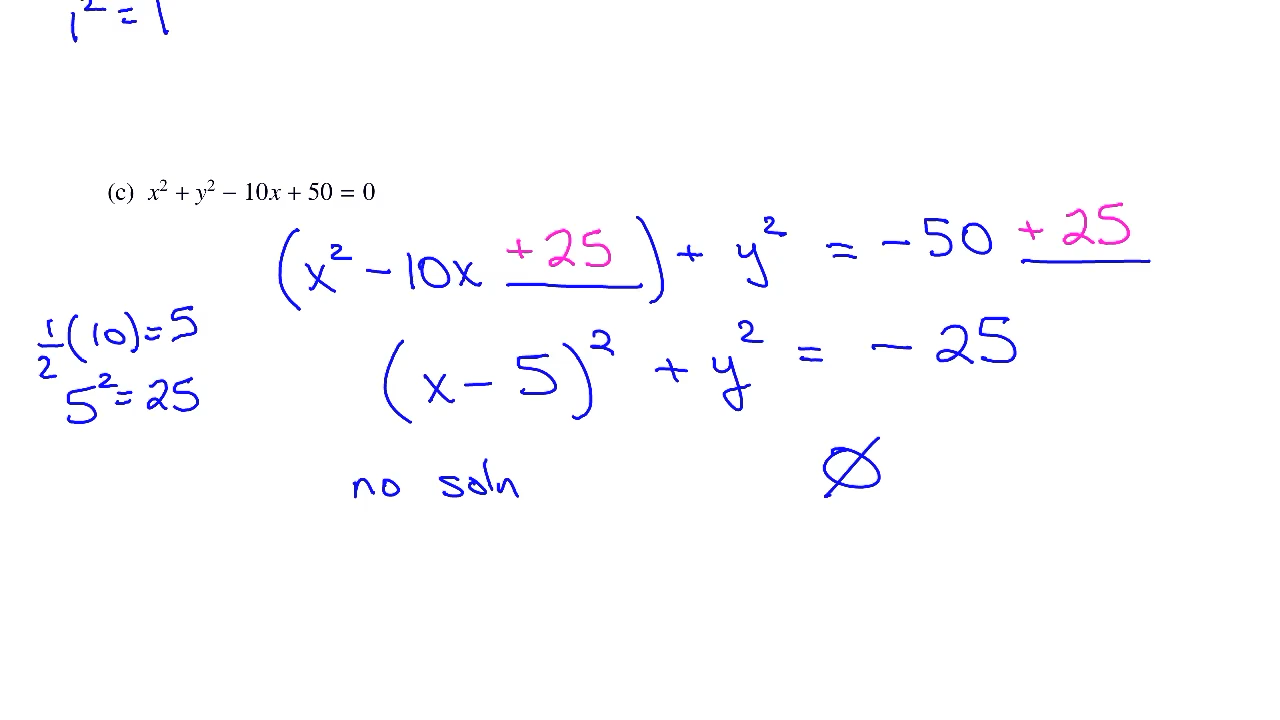 1² = 1
(c) x² + y² − 10x + 50 = 0
(x² − 10x + 25) + y² = − 50 + 25
½(10) = 5
(x − 5)² + y² = − 25
5² = 25
no soln ∅